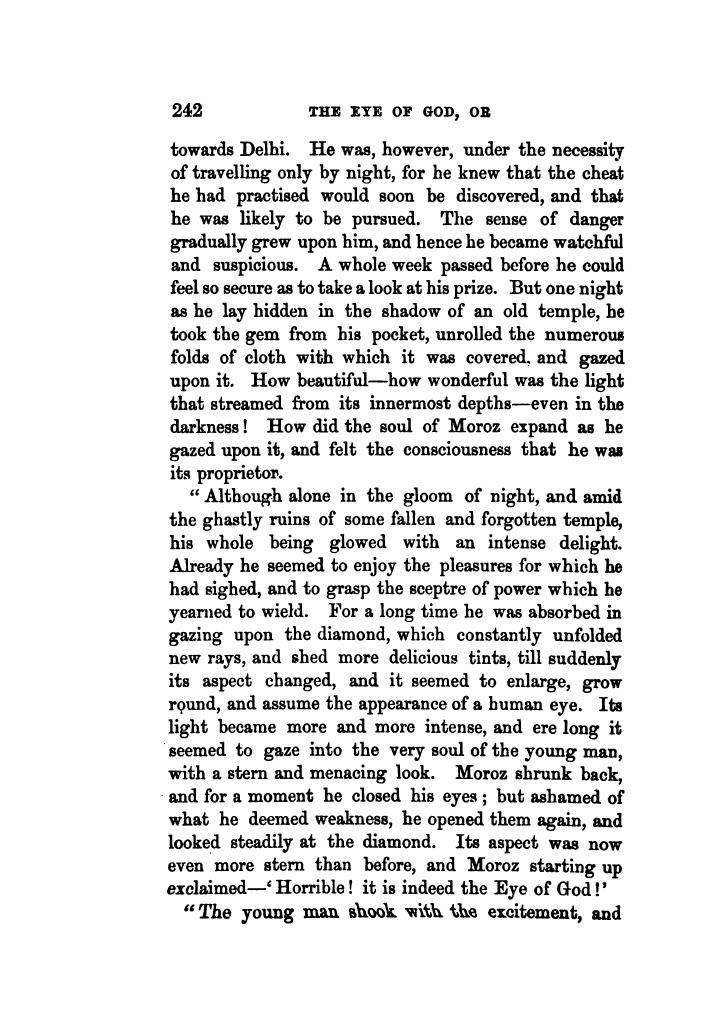 242 THE EYE OF GOD, OR
towards Delhi. He was, however, under the necessity
of travelling only by night, for he knew that the cheat
he had practised would soon be discovered, and that
he was likely to be pursued. The sense of danger
gradually grew upon him, and hence he became watchful
and suspicious. A whole week passed before he could
feel so secure as to take a look at his prize. But one night
as he lay hidden in the shadow of an old temple, he
took the gem from his pocket, unrolled the numerous
folds of cloth with which it was covered, and gazed
upon it. How beautiful—how wonderful was the light
that streamed from its innermost depths—even in the
darkness! How did the soul of Moroz expand as he
gazed upon it, and felt the consciousness that he was
its proprietor.
“Although alone in the gloom of night, and amid
the ghastly ruins of some fallen and forgotten temple,
his whole being glowed with an intense delight.
Already he seemed to enjoy the pleasures for which he
had sighed, and to grasp the sceptre of power which he
yearned to wield. For a long time he was absorbed in
gazing upon the diamond, which constantly unfolded
new rays, and shed more delicious tints, till suddenly
its aspect changed, and it seemed to enlarge, grow
round, and assume the appearance of a human eye. Its
light became more and more intense, and ere long it
seemed to gaze into the very soul of the young man,
with a stern and menacing look. Moroz shrunk back,
and for a moment he closed his eyes; but ashamed of
what he deemed weakness, he opened them again, and
looked steadily at the diamond. Its aspect was now
even more stern than before, and Moroz starting up
exclaimed—‘Horrible! it is indeed the Eye of God!’
“The young man shook with the excitement, and